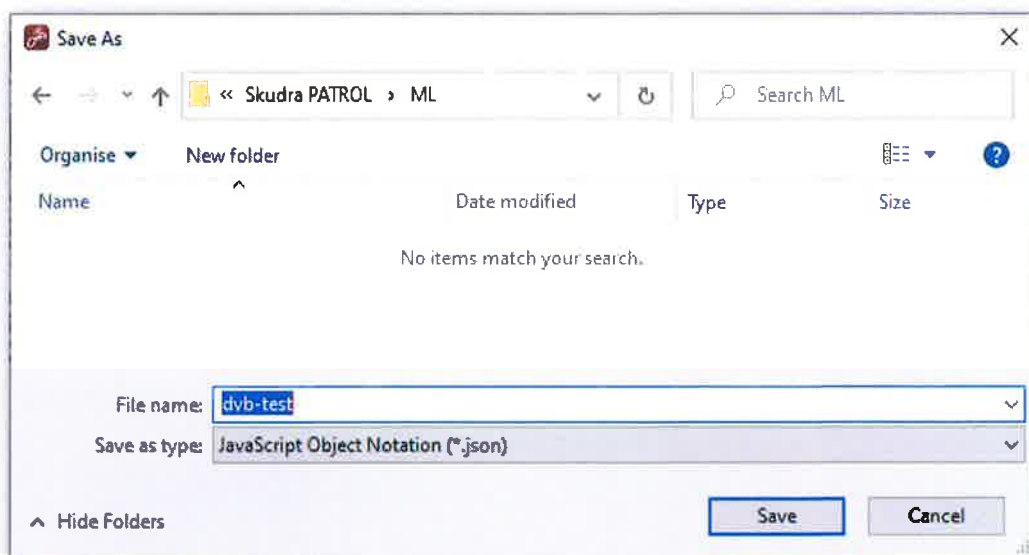 Save As
« Skudra PATROL › ML
Search ML
Organise
New folder
Name Date modified Type Size
No items match your search.
File name: dvb-test
Save as type: JavaScript Object Notation (*.json)
Hide Folders
Save Cancel